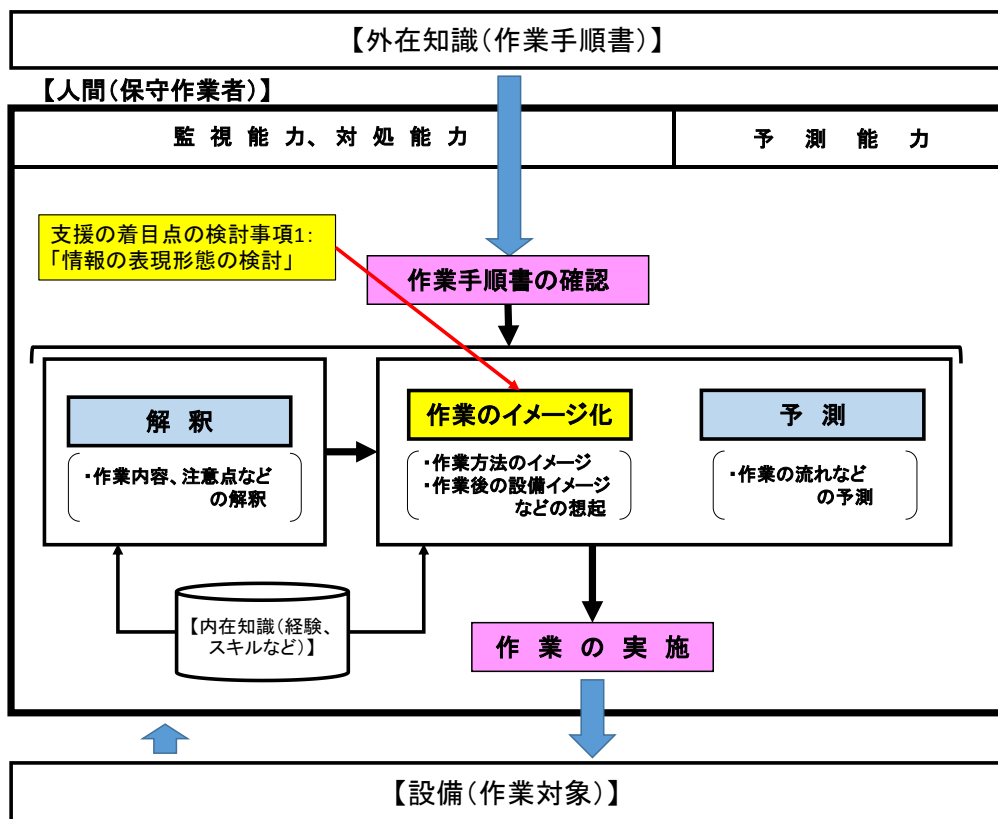 【外在知識(作業手順書)】
【人間(保守作業者)】
監視能力、対処能力
予測能力
支援の着目点の検討事項1:
「情報の表現形態の検討」
作業手順書の確認
解釈
・作業内容、注意点など
の解釈
作業のイメージ化
・作業方法のイメージ
・作業後の設備イメージ
などの想起
予測
・作業の流れなど
の予測
【内在知識(経験、
スキルなど)】
作業の実施
【設備(作業対象)】